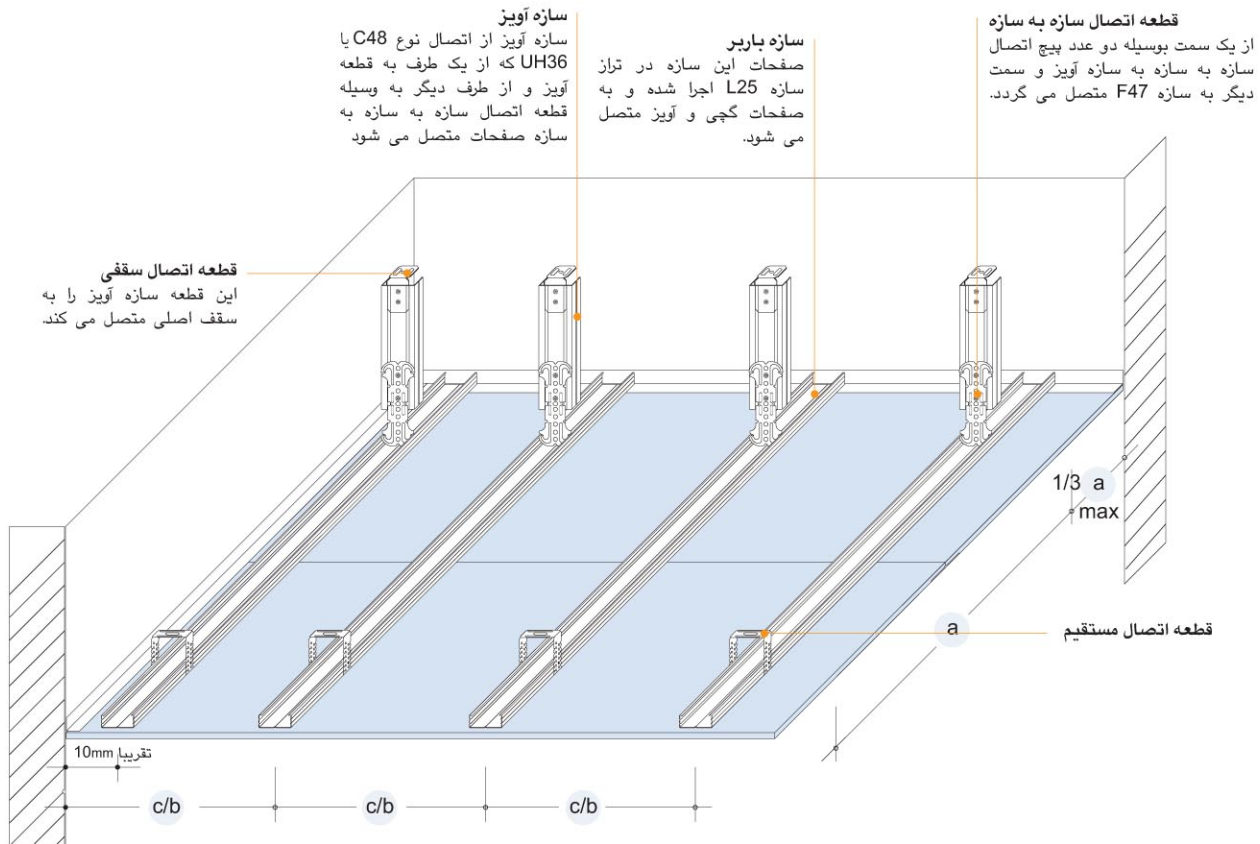 قطعه اتصال سازه به سازه
از یک سمت بوسیله دو عدد پیچ اتصال
سازه به سازه به سازه آویز و سمت
دیگر به سازه F47 متصل می گردد.
سازه باربر
صفحات این سازه در تراز
سازه L25 اجرا شده و به
صفحات گچی و آویز متصل
می شود.
سازه آویز
سازه آویز از اتصال نوع C48 یا
UH36 که از یک طرف به قطعه
آویز و از طرف دیگر به وسیله
قطعه اتصال سازه به سازه به
سازه صفحات متصل می شود
قطعه اتصال سقفی
این قطعه سازه آویز را به
سقف اصلی متصل می کند.
1/3 a
max
a
قطعه اتصال مستقیم
تقریبا 10mm
c/b
c/b
c/b